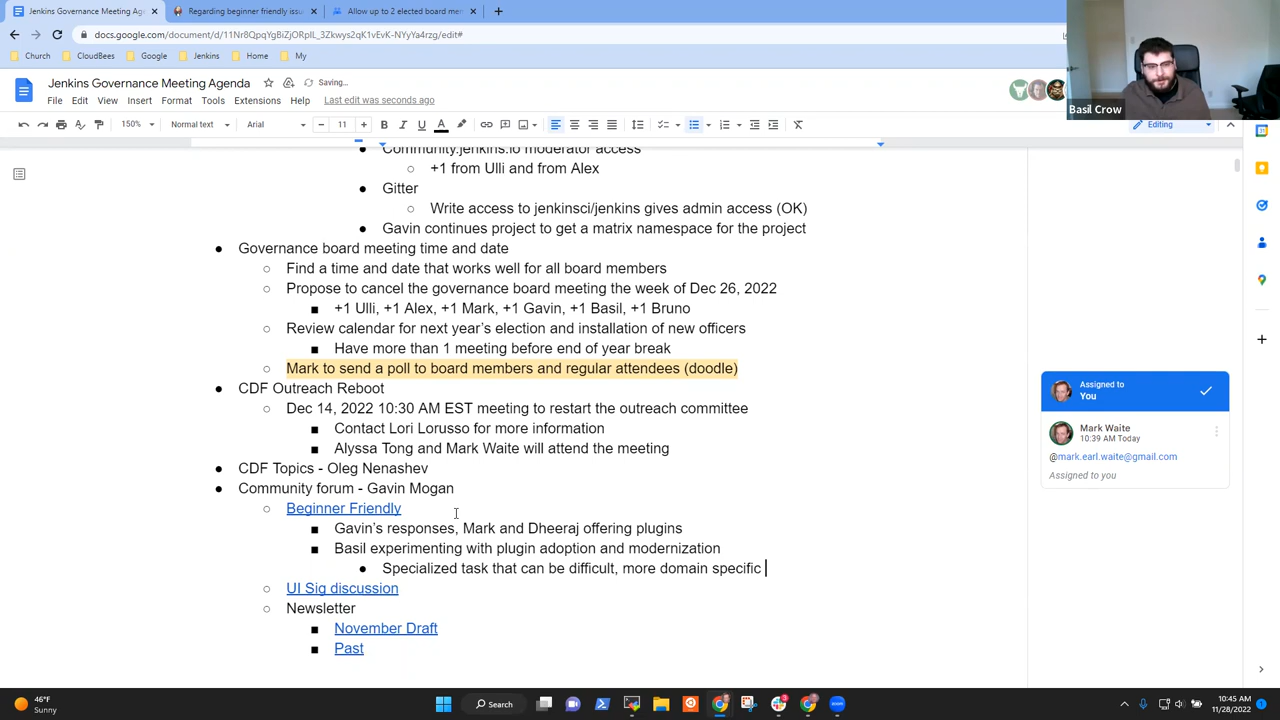 Jenkins Governance Meeting Agenda
Regarding beginner friendly issu
Allow up to 2 elected board mem
docs.google.com/document/d/11Nr8QpqYgBiZjORpIL_3Zkwys2qK1vEvK-NYyYa4rzg/edit#
Church CloudBees Google Jenkins Home My
Jenkins Governance Meeting Agenda Saving...
File Edit View Insert Format Tools Extensions Help Last edit was seconds ago
150% Normal text Arial 11 Editing
Basil Crow
Community.jenkins.io moderator access
+1 from Ulli and from Alex
Gitter
Write access to jenkinsci/jenkins gives admin access (OK)
Gavin continues project to get a matrix namespace for the project
Governance board meeting time and date
Find a time and date that works well for all board members
Propose to cancel the governance board meeting the week of Dec 26, 2022
+1 Ulli, +1 Alex, +1 Mark, +1 Gavin, +1 Basil, +1 Bruno
Review calendar for next year's election and installation of new officers
Have more than 1 meeting before end of year break
Mark to send a poll to board members and regular attendees (doodle)
CDF Outreach Reboot
Dec 14, 2022 10:30 AM EST meeting to restart the outreach committee
Contact Lori Lorusso for more information
Alyssa Tong and Mark Waite will attend the meeting
CDF Topics - Oleg Nenashev
Community forum - Gavin Mogan
Beginner Friendly
Gavin's responses, Mark and Dheeraj offering plugins
Basil experimenting with plugin adoption and modernization
Specialized task that can be difficult, more domain specific
UI Sig discussion
Newsletter
November Draft
Past
Assigned to
You
Mark Waite
10:39 AM Today
@mark.earl.waite@gmail.com
Assigned to you
46°F
Sunny
Search
10:45 AM
11/28/2022